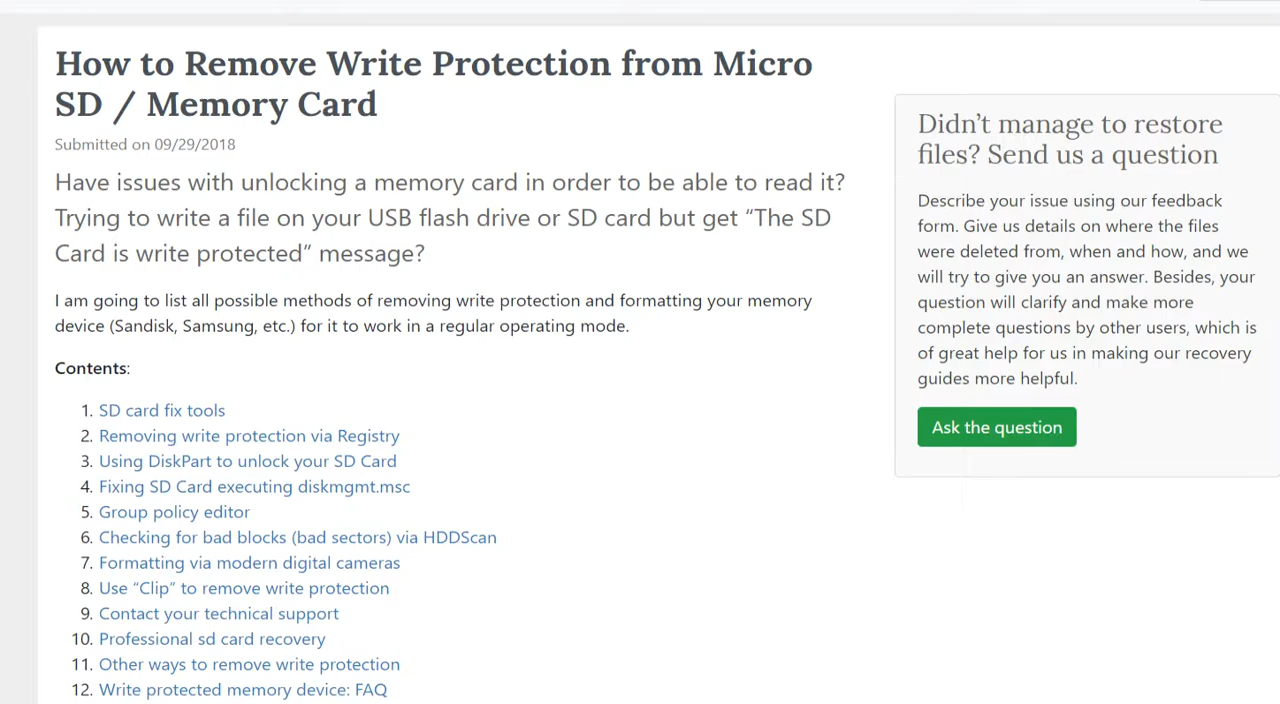 How to Remove Write Protection from Micro
SD / Memory Card
Submitted on 09/29/2018
Have issues with unlocking a memory card in order to be able to read it?
Trying to write a file on your USB flash drive or SD card but get “The SD
Card is write protected” message?
I am going to list all possible methods of removing write protection and formatting your memory
device (Sandisk, Samsung, etc.) for it to work in a regular operating mode.
Contents:
1. SD card fix tools
2. Removing write protection via Registry
3. Using DiskPart to unlock your SD Card
4. Fixing SD Card executing diskmgmt.msc
5. Group policy editor
6. Checking for bad blocks (bad sectors) via HDDScan
7. Formatting via modern digital cameras
8. Use “Clip” to remove write protection
9. Contact your technical support
10. Professional sd card recovery
11. Other ways to remove write protection
12. Write protected memory device: FAQ
Didn’t manage to restore
files? Send us a question
Describe your issue using our feedback
form. Give us details on where the files
were deleted from, when and how, and we
will try to give you an answer. Besides, your
question will clarify and make more
complete questions by other users, which is
of great help for us in making our recovery
guides more helpful.
Ask the question